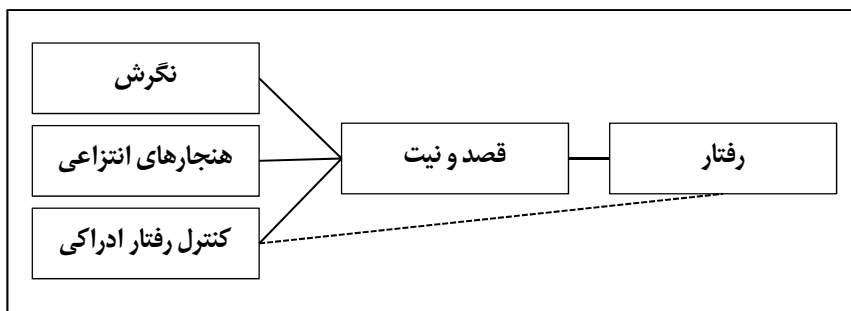 نگرش
هنجارهای انتزاعی
کنترل رفتار ادراکی
قصد و نیت
رفتار